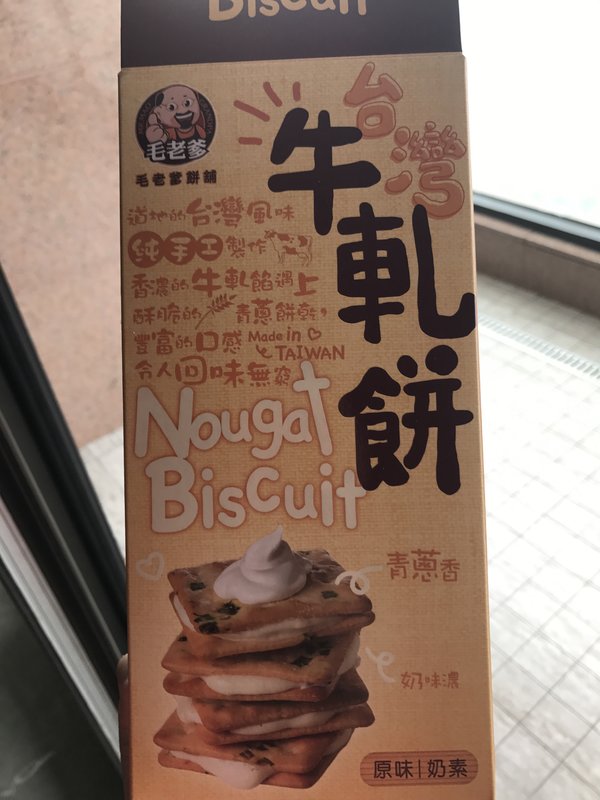 Biscuit
毛老爹
毛老爹餅舖
台灣
牛軋餅
道地的台灣風味
純手工製作
香濃的牛軋餡遇上
酥脆的青蔥餅乾,
豐富的口感 Made in
TAIWAN
令人回味無窮
Nougat
Biscuit
青蔥香
奶味濃
原味|奶素